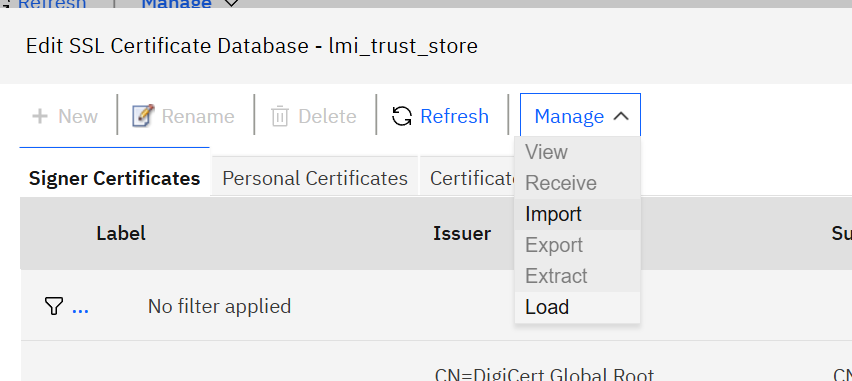 Refresh Manage
Edit SSL Certificate Database - lmi_trust_store
New Rename Delete Refresh Manage
View
Receive
Import
Export
Extract
Load
Signer Certificates Personal Certificates
Label Issuer
... No filter applied
CN=DigiCert Global Root